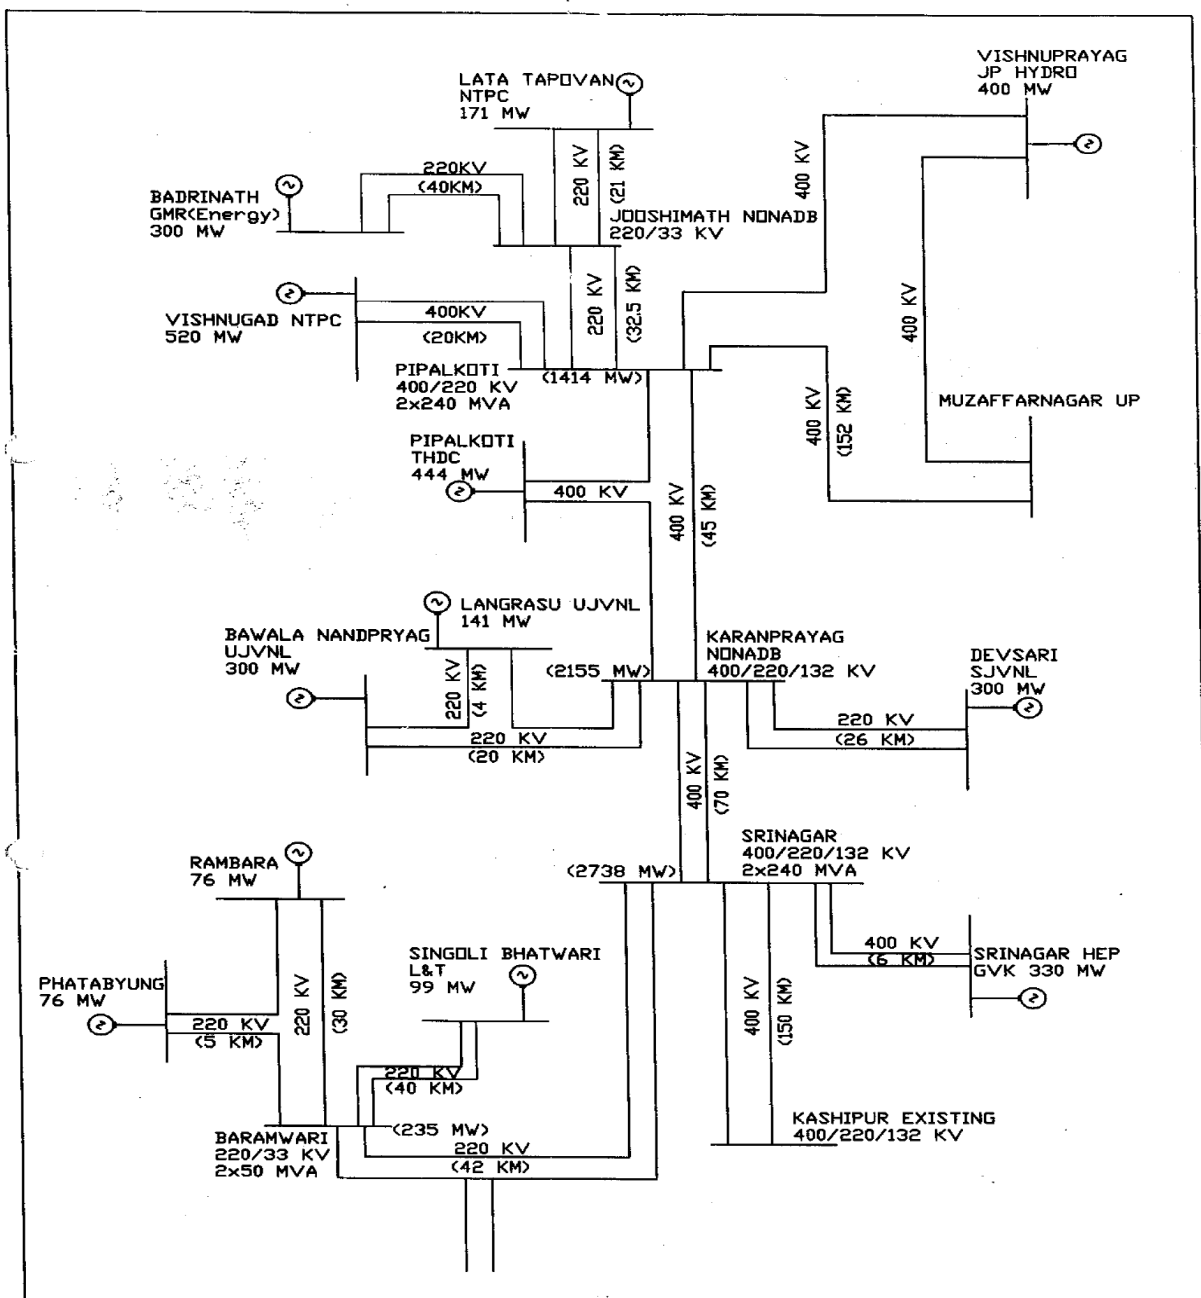 VISHNUPRAYAG
JP HYDRO
400 MW
LATA TAPOVAN
NTPC
171 MW
400 KV
220KV
(40KM)
220 KV
(21 KM)
BADRINATH
GMR(Energy)
300 MW
JOOSHIMATH NONADB
220/33 KV
400 KV
220 KV
(32.5 KM)
400KV
(20KM)
VISHNUGAD NTPC
520 MW
PIPALKOTI
400/220 KV
2x240 MVA
(1414 MW)
400 KV
(152 KM)
MUZAFFARNAGAR UP
PIPALKOTI
THDC
444 MW
400 KV
400 KV
(45 KM)
LANGRASU UJVNL
141 MW
BAWALA NANDPRYAG
UJVNL
300 MW
220 KV
(4 KM)
(2155 MW)
KARANPRAYAG
NONADB
400/220/132 KV
DEVSARI
SJVNL
300 MW
220 KV
(20 KM)
220 KV
(26 KM)
400 KV
(70 KM)
SRINAGAR
400/220/132 KV
2x240 MVA
(2738 MW)
RAMBARA
76 MW
SINGOLI BHATWARI
L&T
99 MW
400 KV
(6 KM)
SRINAGAR HEP
GVK 330 MW
PHATABYUNG
76 MW
220 KV
(5 KM)
220 KV
(30 KM)
400 KV
(150 KM)
220 KV
(40 KM)
BARAMWARI
220/33 KV
2x50 MVA
(235 MW)
220 KV
(42 KM)
KASHIPUR EXISTING
400/220/132 KV